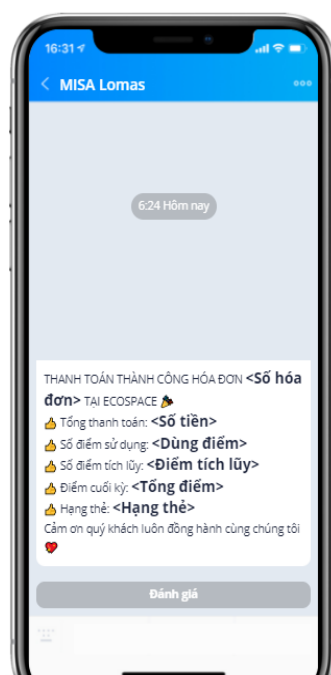 16:31
MISA Lomas
6:24 Hôm nay
THANH TOÁN THÀNH CÔNG HÓA ĐƠN <Số hóa
đơn> TẠI ECOSPACE 🎉
👍 Tổng thanh toán: <Số tiền>
👍 Số điểm sử dụng: <Dùng điểm>
👍 Số điểm tích lũy: <Điểm tích lũy>
👍 Điểm cuối kỳ: <Tổng điểm>
👍 Hạng thẻ: <Hạng thẻ>
Cảm ơn quý khách luôn đồng hành cùng chúng tôi
💖
Đánh giá